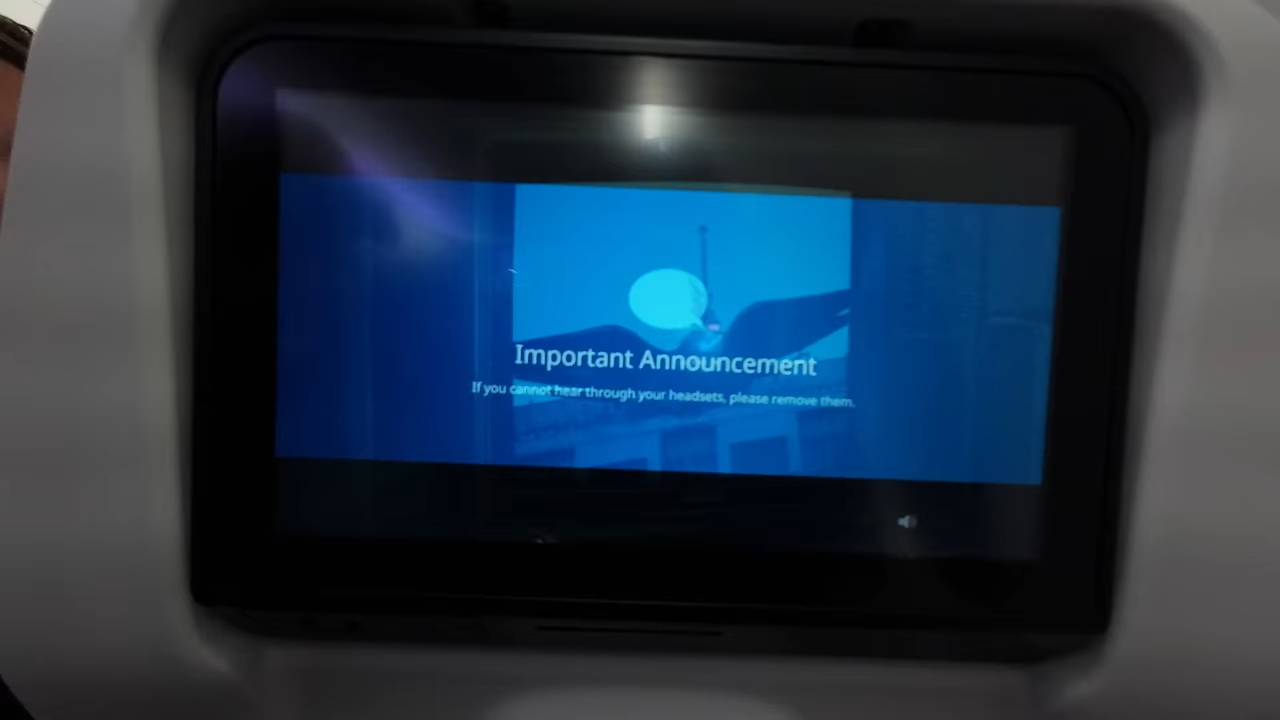 Important Announcement
If you cannot hear through your headsets, please remove them.